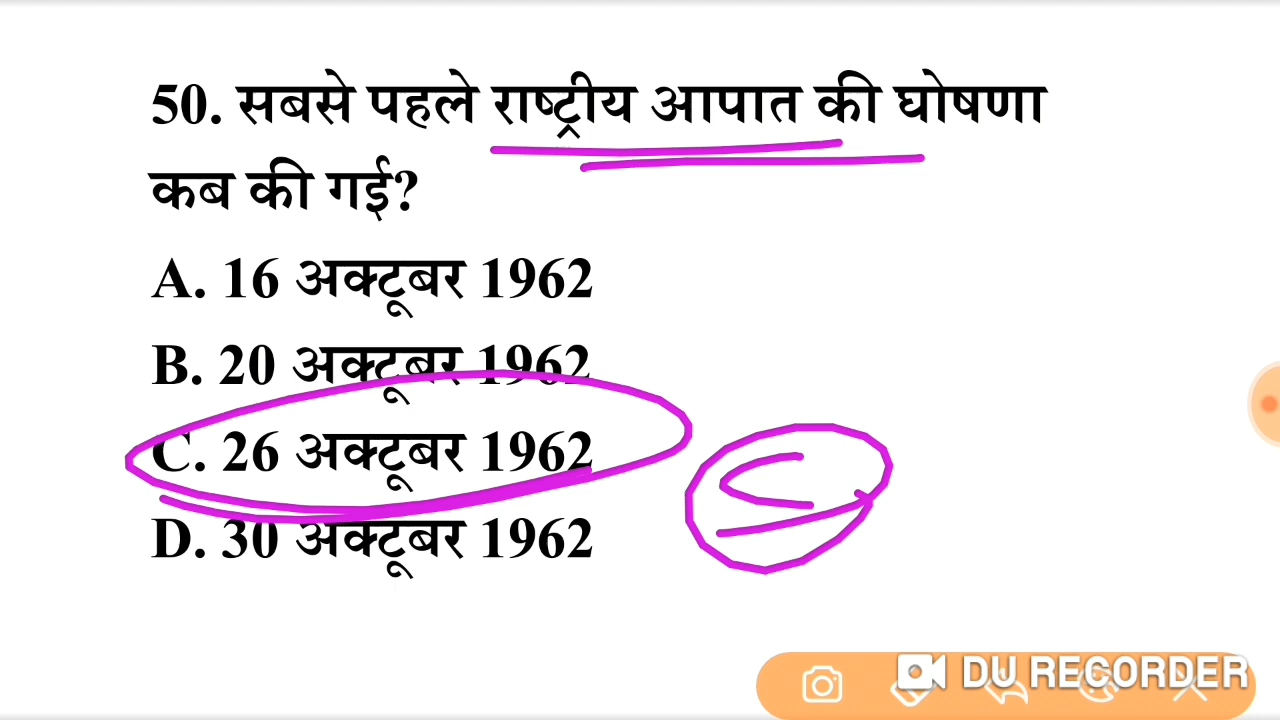 50. सबसे पहले राष्ट्रीय आपात की घोषणा
कब की गई?
A. 16 अक्टूबर 1962
B. 20 अक्टूबर 1962
C. 26 अक्टूबर 1962
C
D. 30 अक्टूबर 1962
DU RECORDER